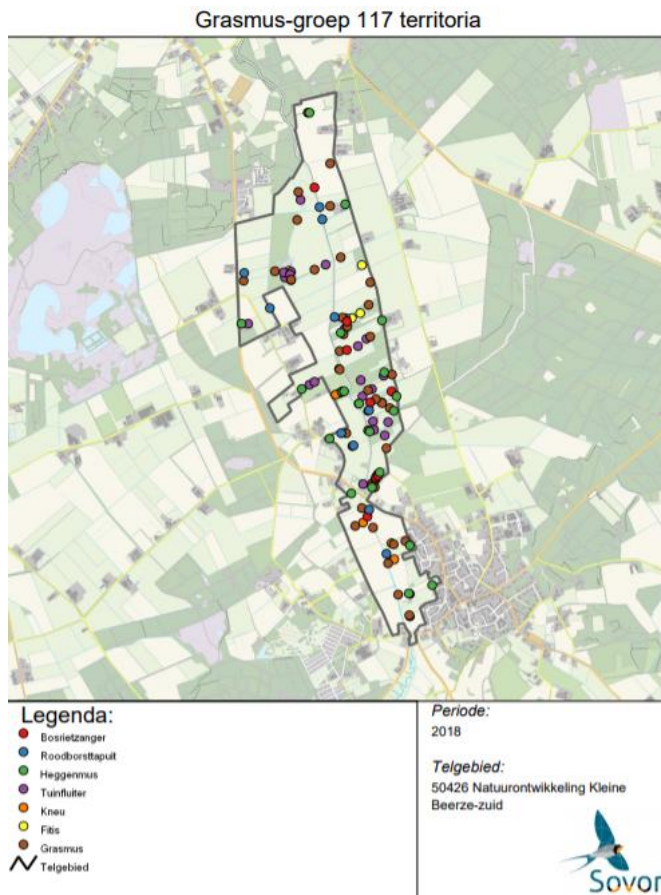 Grasmus-groep 117 territoria
Legenda:
Bosrietzanger
Roodborsttapuit
Heggenmus
Tuinfluiter
Kneu
Fitis
Grasmus
Telgebied
Periode:
2018
Telgebied:
50426 Natuurontwikkeling Kleine
Beerze-zuid
Sovon